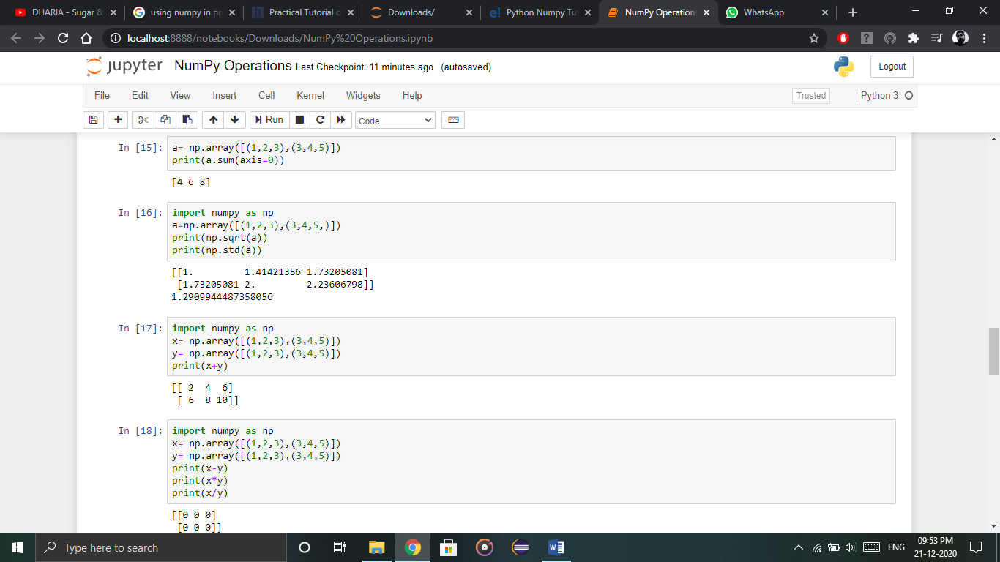 DHARIA - Sugar &
using numpy in pr
Practical Tutorial o
Downloads/
Python Numpy Tu
NumPy Operation
WhatsApp
localhost:8888/notebooks/Downloads/NumPy%20Operations.ipynb
jupyter NumPy Operations Last Checkpoint: 11 minutes ago (autosaved)
Logout
File Edit View Insert Cell Kernel Widgets Help
Trusted
Python 3
Run
Code
In [15]: a= np.array([(1,2,3),(3,4,5)])
print(a.sum(axis=0))
[4 6 8]
In [16]: import numpy as np
a=np.array([(1,2,3),(3,4,5,)])
print(np.sqrt(a))
print(np.std(a))
[[1.         1.41421356 1.73205081]
 [1.73205081 2.         2.23606798]]
1.2909944487358056
In [17]: import numpy as np
x= np.array([(1,2,3),(3,4,5)])
y= np.array([(1,2,3),(3,4,5)])
print(x+y)
[[ 2  4  6]
 [ 6  8 10]]
In [18]: import numpy as np
x= np.array([(1,2,3),(3,4,5)])
y= np.array([(1,2,3),(3,4,5)])
print(x-y)
print(x*y)
print(x/y)
[[0 0 0]
 [0 0 0]]
Type here to search
ENG
09:53 PM
21-12-2020